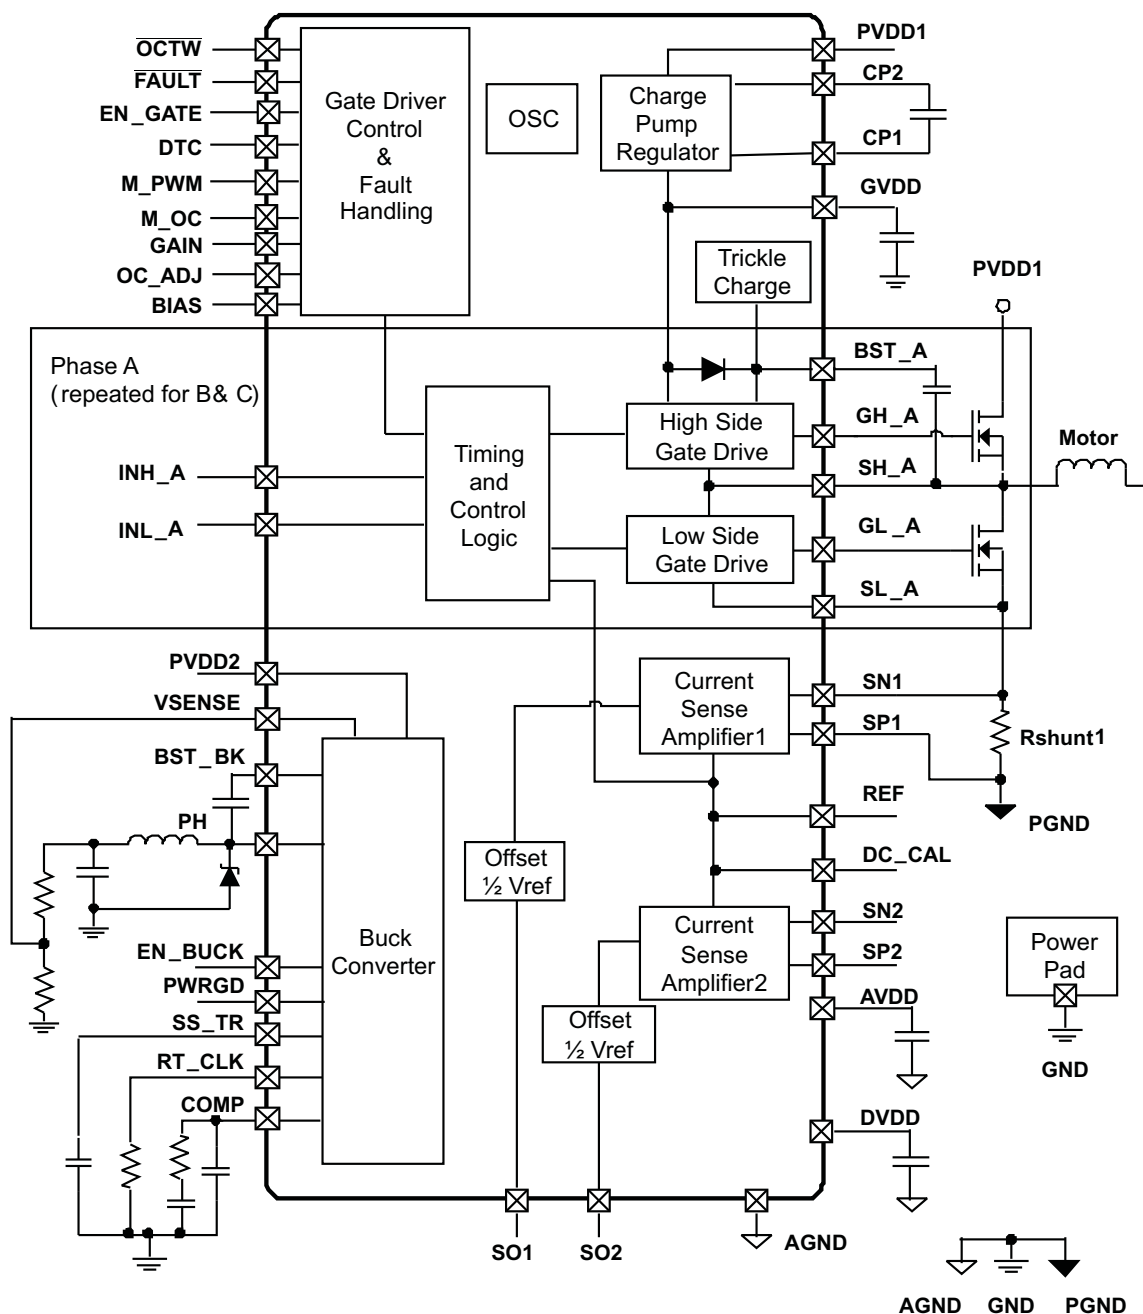 OCTW
FAULT
EN_GATE
DTC
M_PWM
M_OC
GAIN
OC_ADJ
BIAS
Gate Driver
Control
&
Fault
Handling
OSC
Charge
Pump
Regulator
PVDD1
CP2
CP1
GVDD
Trickle
Charge
PVDD1
Phase A
(repeated for B& C)
INH_A
INL_A
Timing
and
Control
Logic
High Side
Gate Drive
Low Side
Gate Drive
BST_A
GH_A
SH_A
GL_A
SL_A
Motor
PVDD2
VSENSE
BST_BK
PH
EN_BUCK
PWRGD
SS_TR
RT_CLK
COMP
Buck
Converter
Offset
½ Vref
Current
Sense
Amplifier1
SN1
SP1
Rshunt1
PGND
REF
DC_CAL
Current
Sense
Amplifier2
SN2
SP2
Offset
½ Vref
AVDD
DVDD
Power
Pad
GND
SO1
SO2
AGND
AGND
GND
PGND